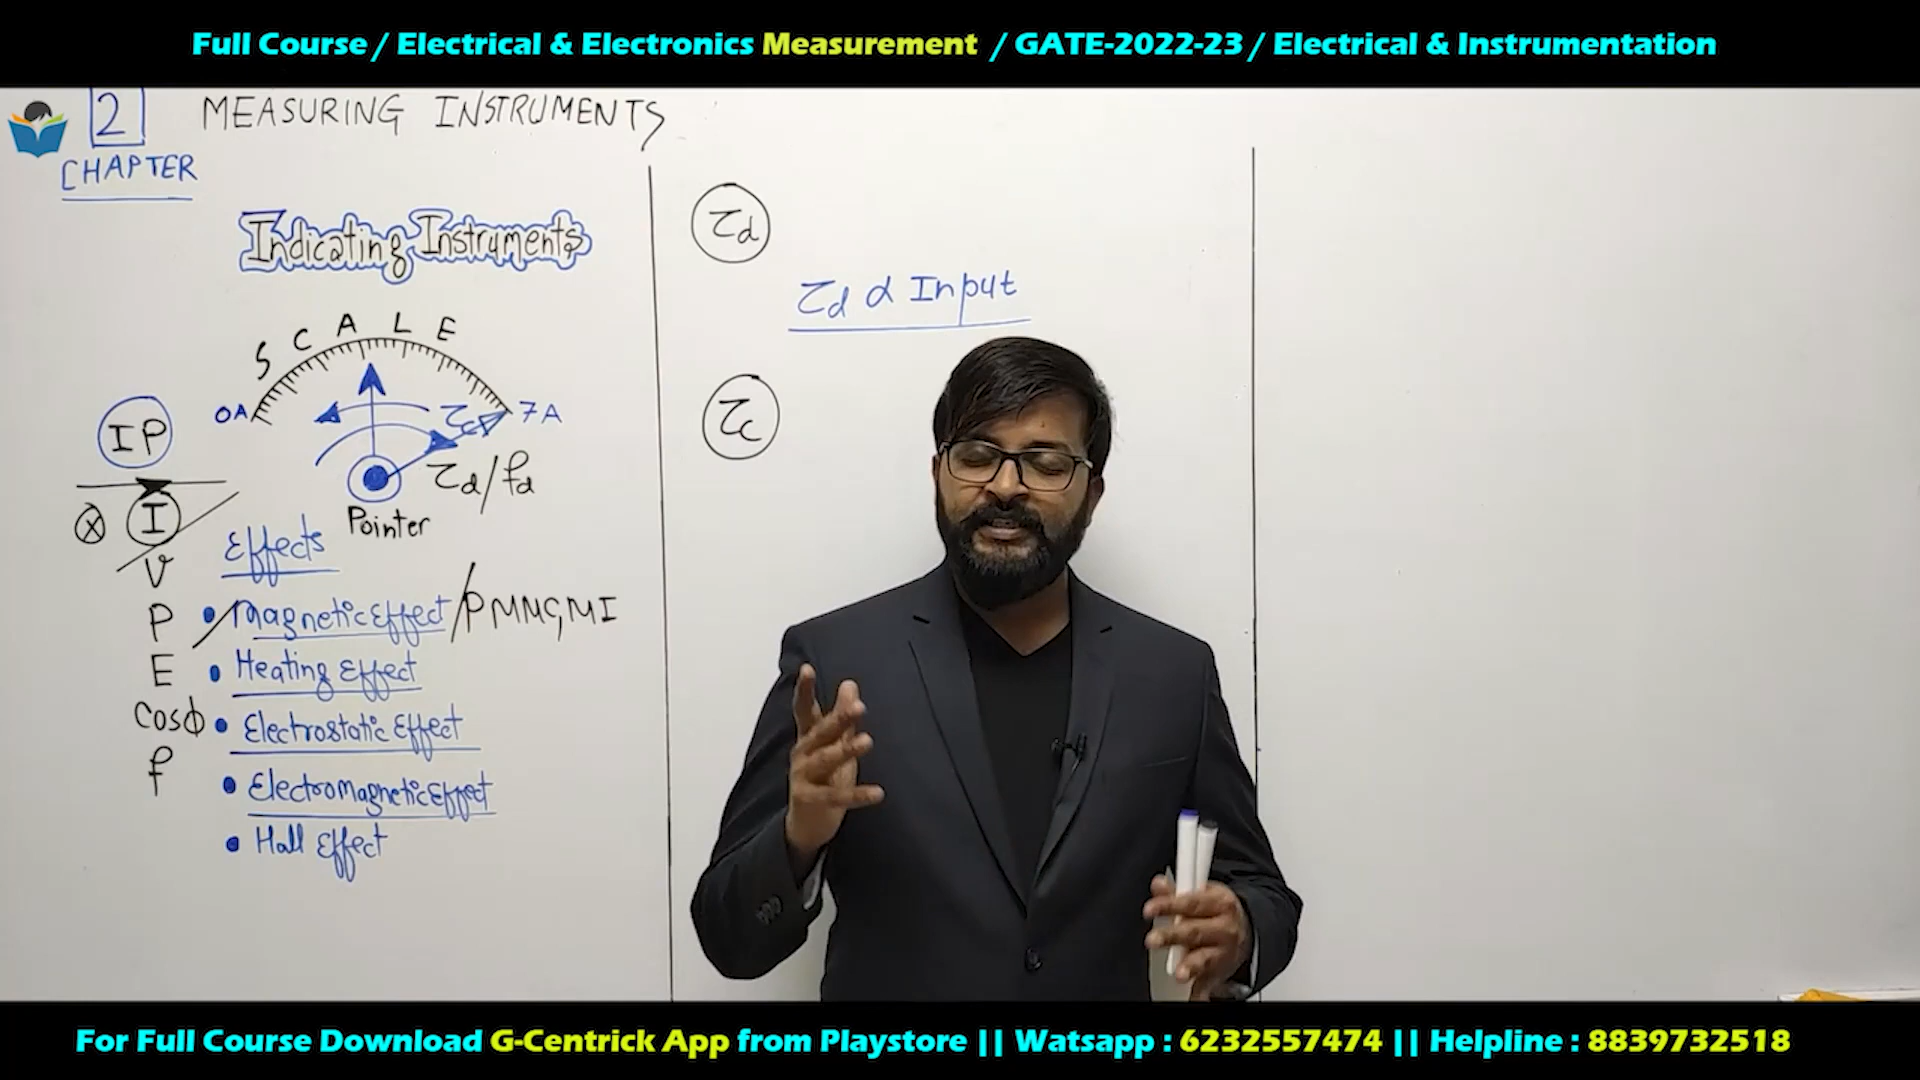 Full Course / Electrical & Electronics Measurement / GATE-2022-23 / Electrical & Instrumentation
2 MEASURING INSTRUMENTS
CHAPTER
Indicating Instruments
S C A L E
0A
7A
τc
IP
τd/fd
I
Pointer
V
Effects
P
• Magnetic Effect / PMMC, MI
E
• Heating Effect
cosϕ
• Electrostatic Effect
f
• Electromagnetic Effect
• Hall Effect
τd
τd α Input
τc
For Full Course Download G-Centrick App from Playstore || Watsapp : 6232557474 || Helpline : 8839732518